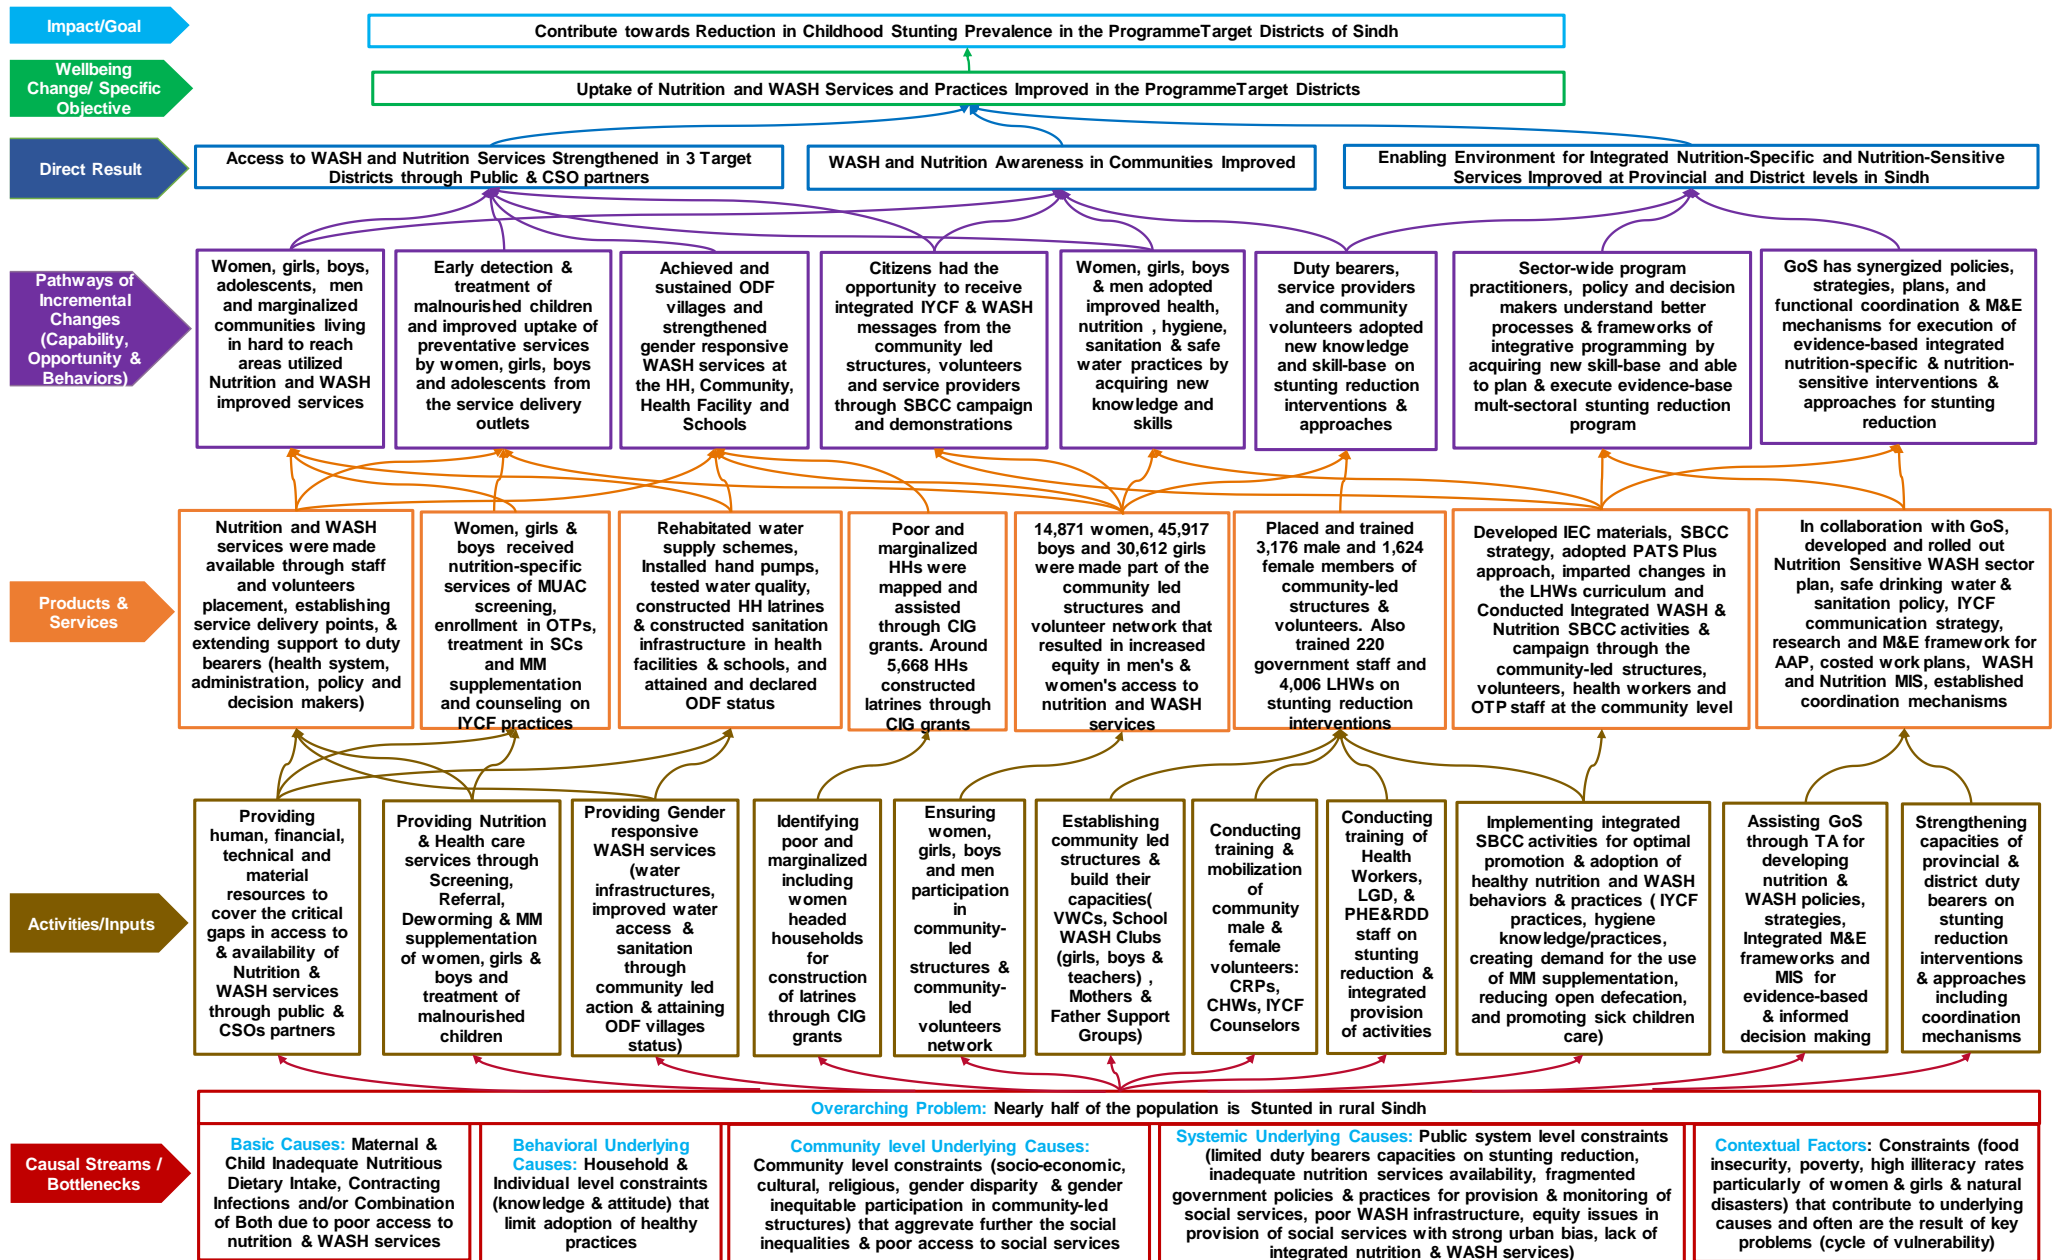 Impact/Goal
Contribute towards Reduction in Childhood Stunting Prevalence in the ProgrammeTarget Districts of Sindh
Wellbeing
Change/ Specific
Objective
Uptake of Nutrition and WASH Services and Practices Improved in the ProgrammeTarget Districts
Direct Result
Access to WASH and Nutrition Services Strengthened in 3 Target
Districts through Public & CSO partners
WASH and Nutrition Awareness in Communities Improved
Enabling Environment for Integrated Nutrition-Specific and Nutrition-Sensitive
Services Improved at Provincial and District levels in Sindh
Pathways of
Incremental
Changes
(Capability,
Opportunity &
Behaviors)
Women, girls, boys,
adolescents, men
and marginalized
communities living
in hard to reach
areas utilized
Nutrition and WASH
improved services
Early detection &
treatment of
malnourished children
and improved uptake of
preventative services
by women, girls, boys
and adolescents from
the service delivery
outlets
Achieved and
sustained ODF
villages and
strengthened
gender responsive
WASH services at
the HH, Community,
Health Facility and
Schools
Citizens had the
opportunity to receive
integrated IYCF & WASH
messages from the
community led
structures, volunteers
and service providers
through SBCC campaign
and demonstrations
Women, girls, boys
& men adopted
improved health,
nutrition , hygiene,
sanitation & safe
water practices by
acquiring new
knowledge and
skills
Duty bearers,
service providers
and community
volunteers adopted
new knowledge
and skill-base on
stunting reduction
interventions &
approaches
Sector-wide program
practitioners, policy and decision
makers understand better
processes & frameworks of
integrative programming by
acquiring new skill-base and able
to plan & execute evidence-base
mult-sectoral stunting reduction
program
GoS has synergized policies,
strategies, plans, and
functional coordination & M&E
mechanisms for execution of
evidence-based integrated
nutrition-specific & nutrition-
sensitive interventions &
approaches for stunting
reduction
Products &
Services
Nutrition and WASH
services were made
available through staff
and volunteers
placement, establishing
service delivery points, &
extending support to duty
bearers (health system,
administration, policy and
decision makers)
Women, girls &
boys received
nutrition-specific
services of MUAC
screening,
enrollment in OTPs,
treatment in SCs
and MM
supplementation
and counseling on
IYCF practices
Rehabitated water
supply schemes,
Installed hand pumps,
tested water quality,
constructed HH latrines
& constructed sanitation
infrastructure in health
facilities & schools, and
attained and declared
ODF status
Poor and
marginalized
HHs were
mapped and
assisted
through CIG
grants. Around
5,668 HHs
constructed
latrines through
CIG grants
14,871 women, 45,917
boys and 30,612 girls
were made part of the
community led
structures and
volunteer network that
resulted in increased
equity in men's &
women's access to
nutrition and WASH
services
Placed and trained
3,176 male and 1,624
female members of
community-led
structures &
volunteers. Also
trained 220
government staff and
4,006 LHWs on
stunting reduction
interventions
Developed IEC materials, SBCC
strategy, adopted PATS Plus
approach, imparted changes in
the LHWs curriculum and
Conducted Integrated WASH &
Nutrition SBCC activities &
campaign through the
community-led structures,
volunteers, health workers and
OTP staff at the community level
In collaboration with GoS,
developed and rolled out
Nutrition Sensitive WASH sector
plan, safe drinking water &
sanitation policy, IYCF
communication strategy,
research and M&E framework for
AAP, costed work plans, WASH
and Nutrition MIS, established
coordination mechanisms
Activities/Inputs
Providing
human, financial,
technical and
material
resources to
cover the critical
gaps in access to
& availability of
Nutrition &
WASH services
through public &
CSOs partners
Providing Nutrition
& Health care
services through
Screening,
Referral,
Deworming & MM
supplementation
of women, girls &
boys and
treatment of
malnourished
children
Providing Gender
responsive
WASH services
(water
infrastructures,
improved water
access &
sanitation
through
community led
action & attaining
ODF villages
status)
Identifying
poor and
marginalized
including
women
headed
households
for
construction
of latrines
through CIG
grants
Ensuring
women,
girls, boys
and men
participation
in
community-
led
structures &
community-
led
volunteers
network
Establishing
community led
structures &
build their
capacities(
VWCs, School
WASH Clubs
(girls, boys &
teachers) ,
Mothers &
Father Support
Groups)
Conducting
training &
mobilization
of
community
male &
female
volunteers:
CRPs,
CHWs, IYCF
Counselors
Conducting
training of
Health
Workers,
LGD, &
PHE&RDD
staff on
stunting
reduction &
integrated
provision
of activities
Implementing integrated
SBCC activities for optimal
promotion & adoption of
healthy nutrition and WASH
behaviors & practices ( IYCF
practices, hygiene
knowledge/practices,
creating demand for the use
of MM supplementation,
reducing open defecation,
and promoting sick children
care)
Assisting GoS
through TA for
developing
nutrition &
WASH policies,
strategies,
Integrated M&E
frameworks and
MIS for
evidence-based
& informed
decision making
Strengthening
capacities of
provincial &
district duty
bearers on
stunting
reduction
interventions
& approaches
including
coordination
mechanisms
Causal Streams /
Bottlenecks
Overarching Problem: Nearly half of the population is Stunted in rural Sindh
Basic Causes: Maternal &
Child Inadequate Nutritious
Dietary Intake, Contracting
Infections and/or Combination
of Both due to poor access to
nutrition & WASH services
Behavioral Underlying
Causes: Household &
Individual level constraints
(knowledge & attitude) that
limit adoption of healthy
practices
Community level Underlying Causes:
Community level constraints (socio-economic,
cultural, religious, gender disparity & gender
inequitable participation in community-led
structures) that aggrevate further the social
inequalities & poor access to social services
Systemic Underlying Causes: Public system level constraints
(limited duty bearers capacities on stunting reduction,
inadequate nutrition services availability, fragmented
government policies & practices for provision & monitoring of
social services, poor WASH infrastructure, equity issues in
provision of social services with strong urban bias, lack of
integrated nutrition & WASH services)
Contextual Factors: Constraints (food
insecurity, poverty, high illiteracy rates
particularly of women & girls & natural
disasters) that contribute to underlying
causes and often are the result of key
problems (cycle of vulnerability)